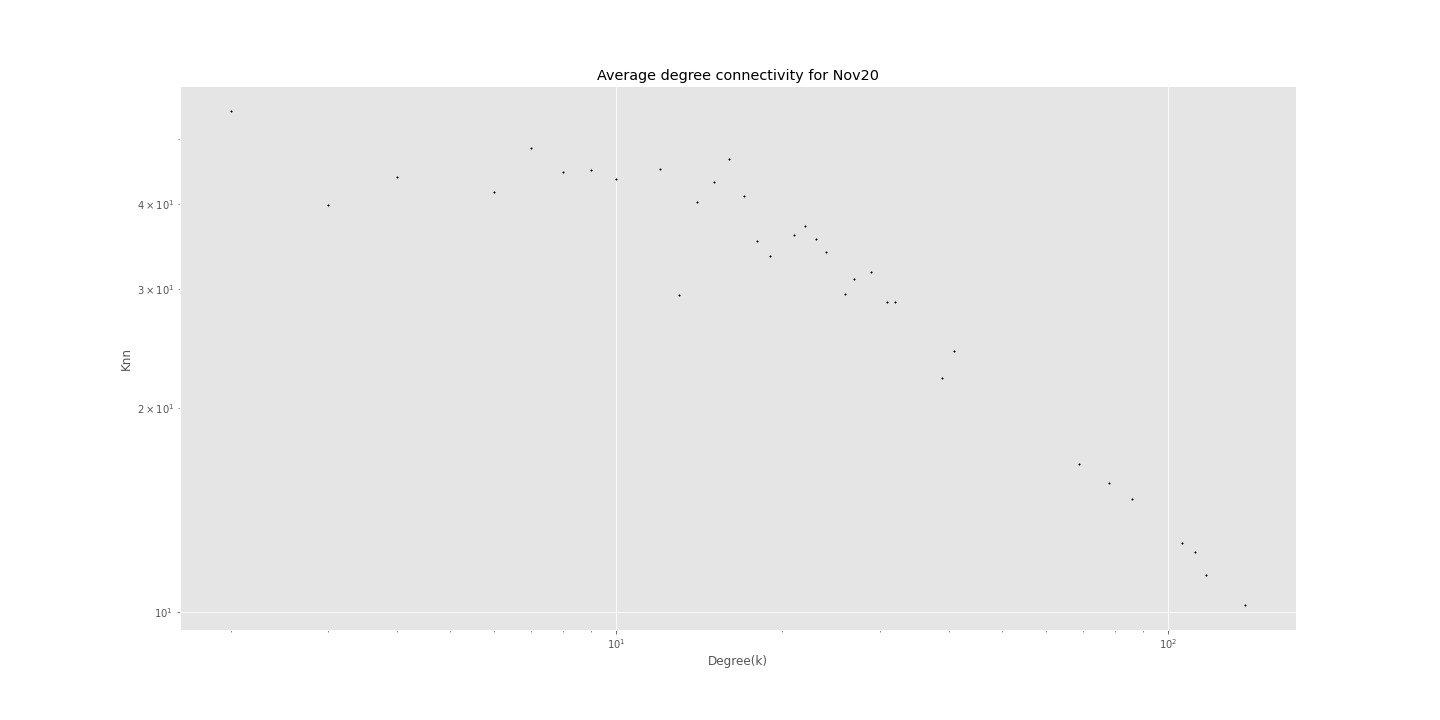 Average degree connectivity for Nov20
4 × 10¹
3 × 10¹
2 × 10¹
10¹
Knn
10¹ 10²
Degree(k)